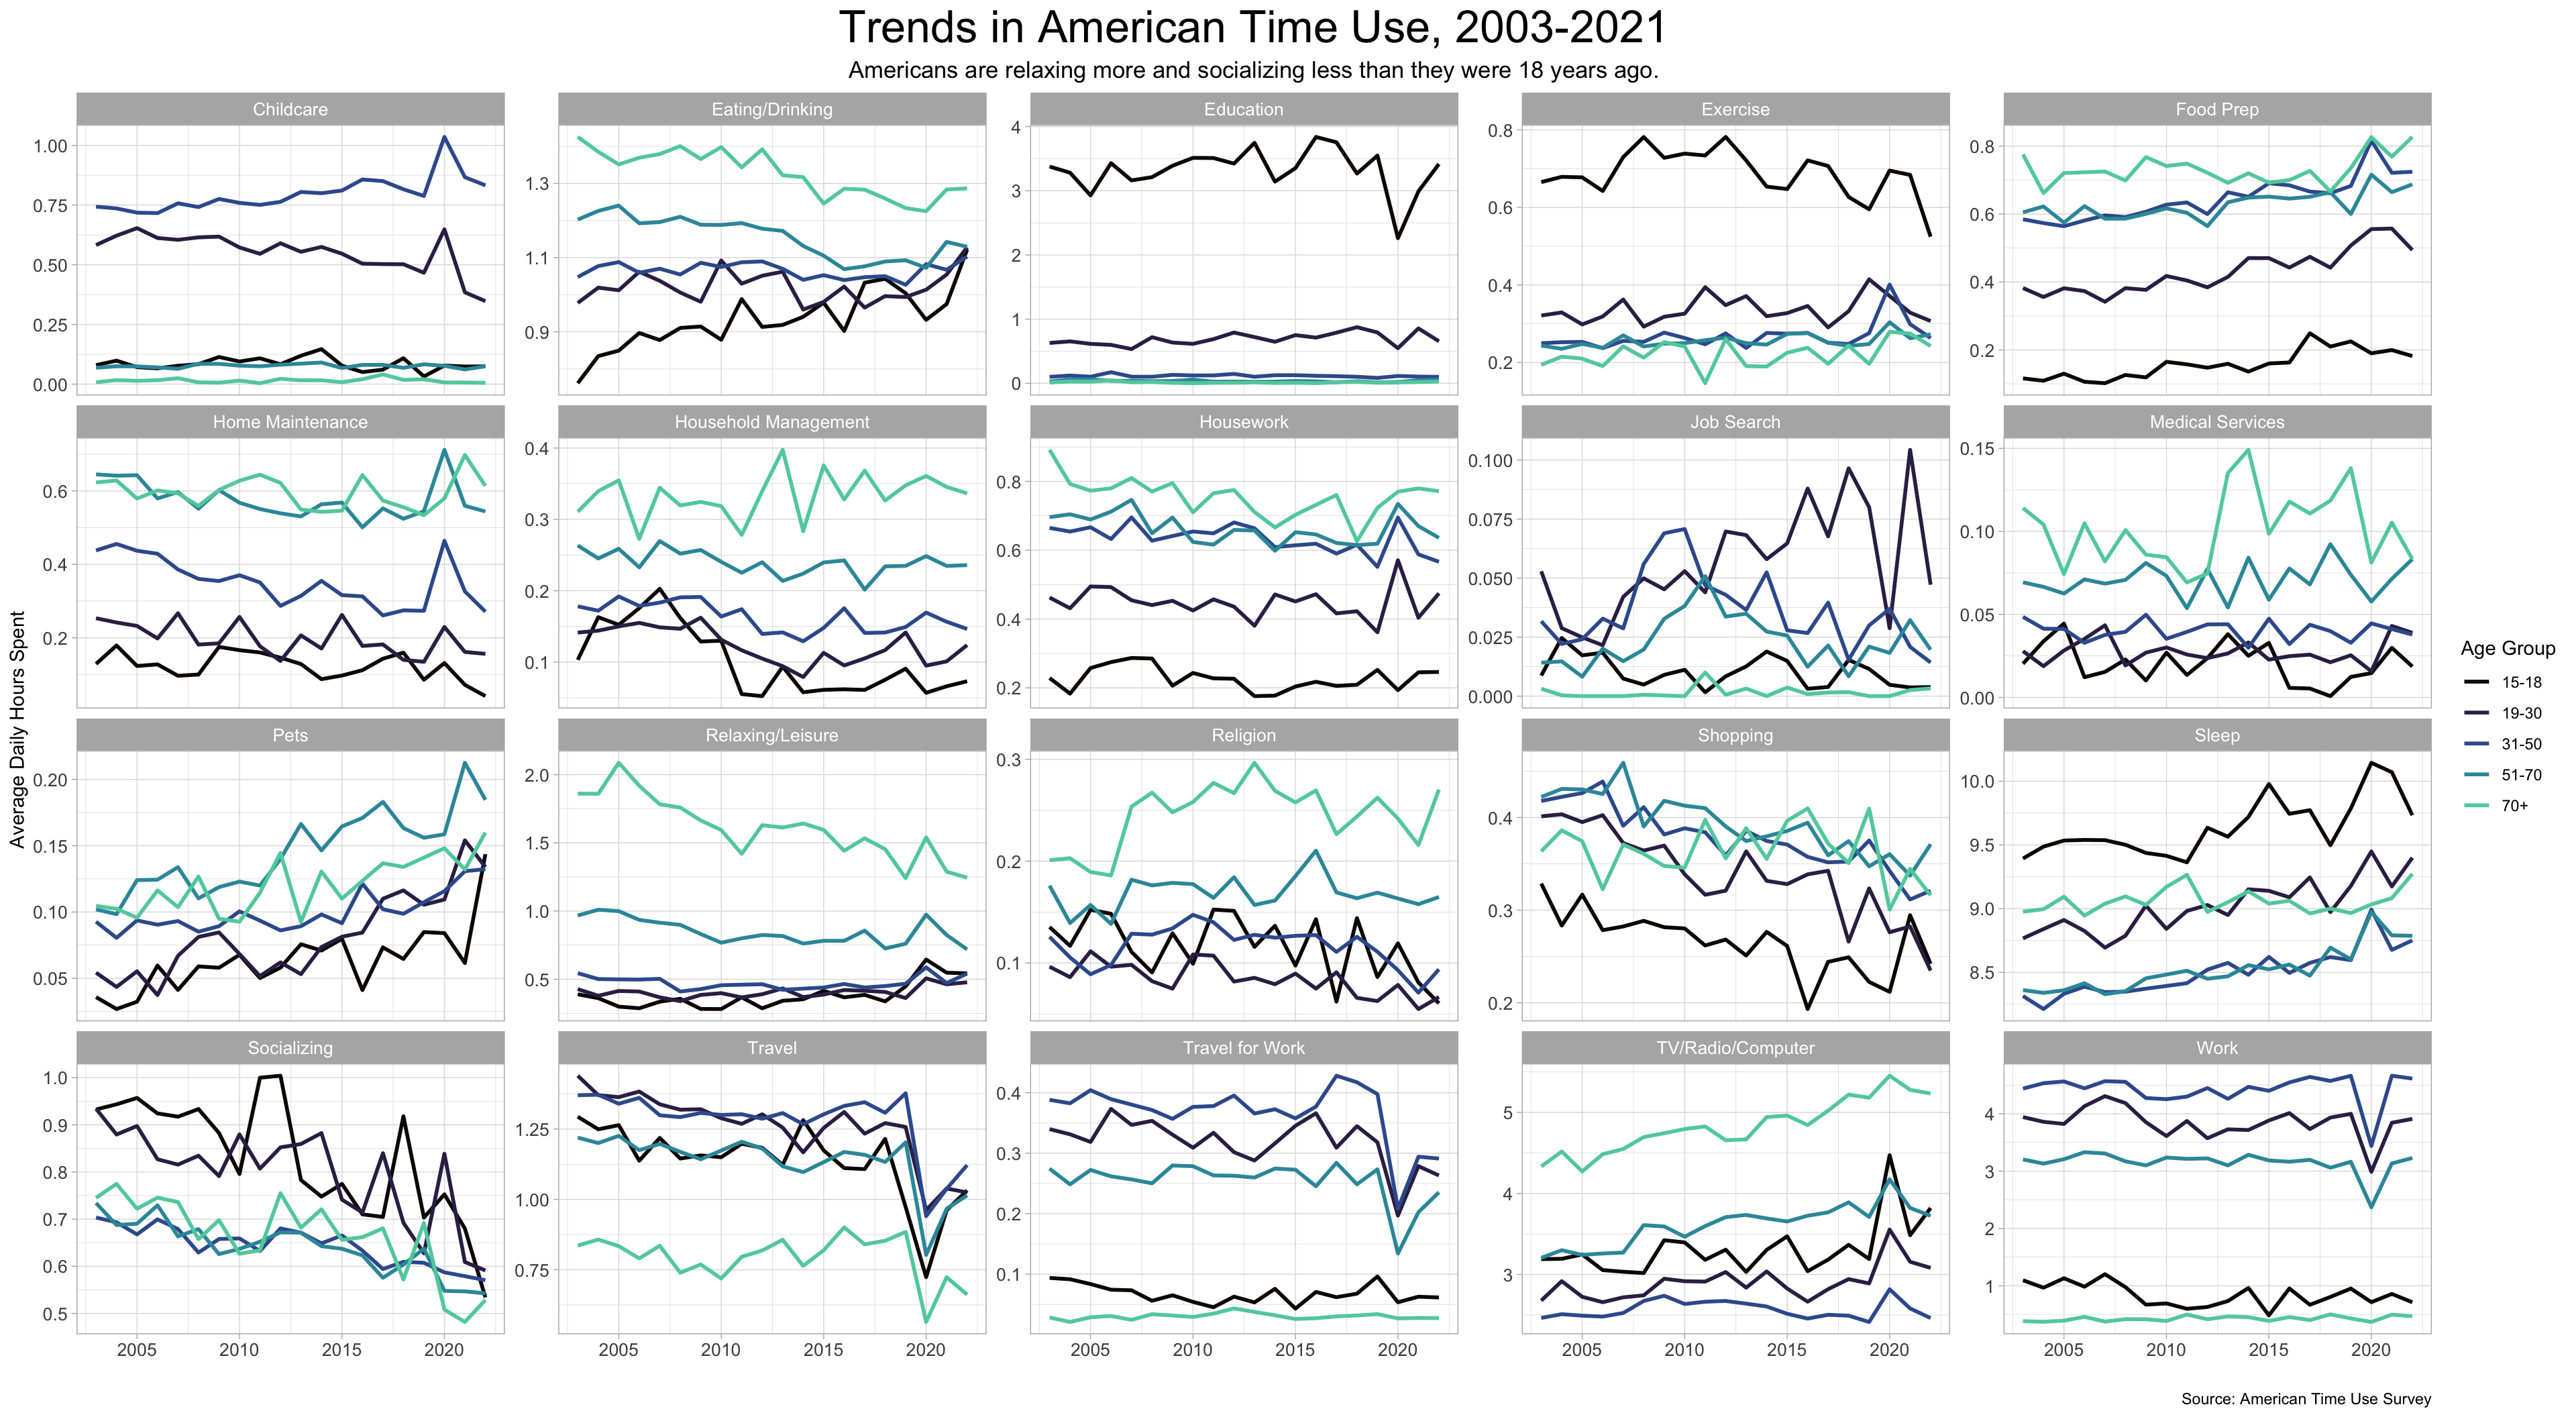 Trends in American Time Use, 2003-2021
Americans are relaxing more and socializing less than they were 18 years ago.
Average Daily Hours Spent
Childcare
1.00
0.75
0.50
0.25
0.00
Eating/Drinking
1.3
1.1
0.9
Education
4
3
2
1
0
Exercise
0.8
0.6
0.4
0.2
Food Prep
0.8
0.6
0.4
0.2
Home Maintenance
0.6
0.4
0.2
Household Management
0.4
0.3
0.2
0.1
Housework
0.8
0.6
0.4
0.2
Job Search
0.100
0.075
0.050
0.025
0.000
Medical Services
0.15
0.10
0.05
0.00
Pets
0.20
0.15
0.10
0.05
Relaxing/Leisure
2.0
1.5
1.0
0.5
Religion
0.3
0.2
0.1
Shopping
0.4
0.3
0.2
Sleep
10.0
9.5
9.0
8.5
Socializing
1.0
0.9
0.8
0.7
0.6
0.5
2005 2010 2015 2020
Travel
1.25
1.00
0.75
2005 2010 2015 2020
Travel for Work
0.4
0.3
0.2
0.1
2005 2010 2015 2020
TV/Radio/Computer
5
4
3
2005 2010 2015 2020
Work
4
3
2
1
2005 2010 2015 2020
Age Group
15-18
19-30
31-50
51-70
70+
Source: American Time Use Survey